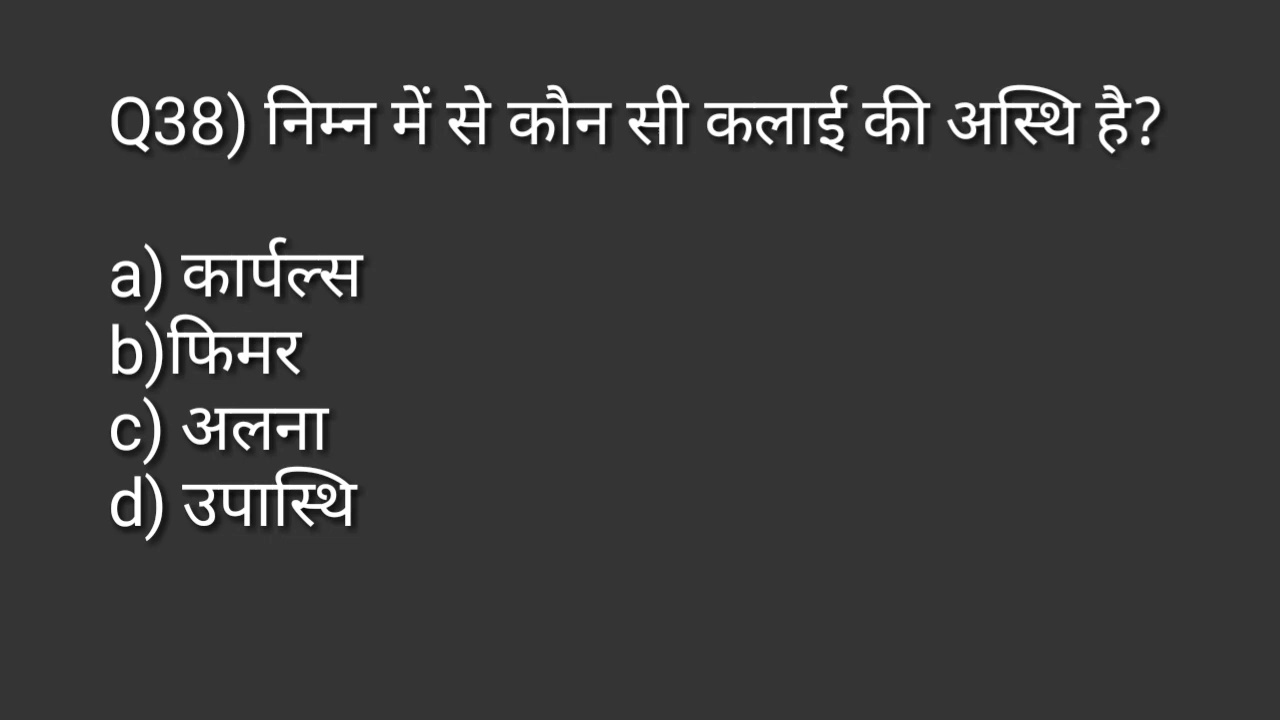 Q38) निम्न में से कौन सी कलाई की अस्थि है?
a) कार्पल्स
b)फिमर
c) अलना
d) उपास्थि